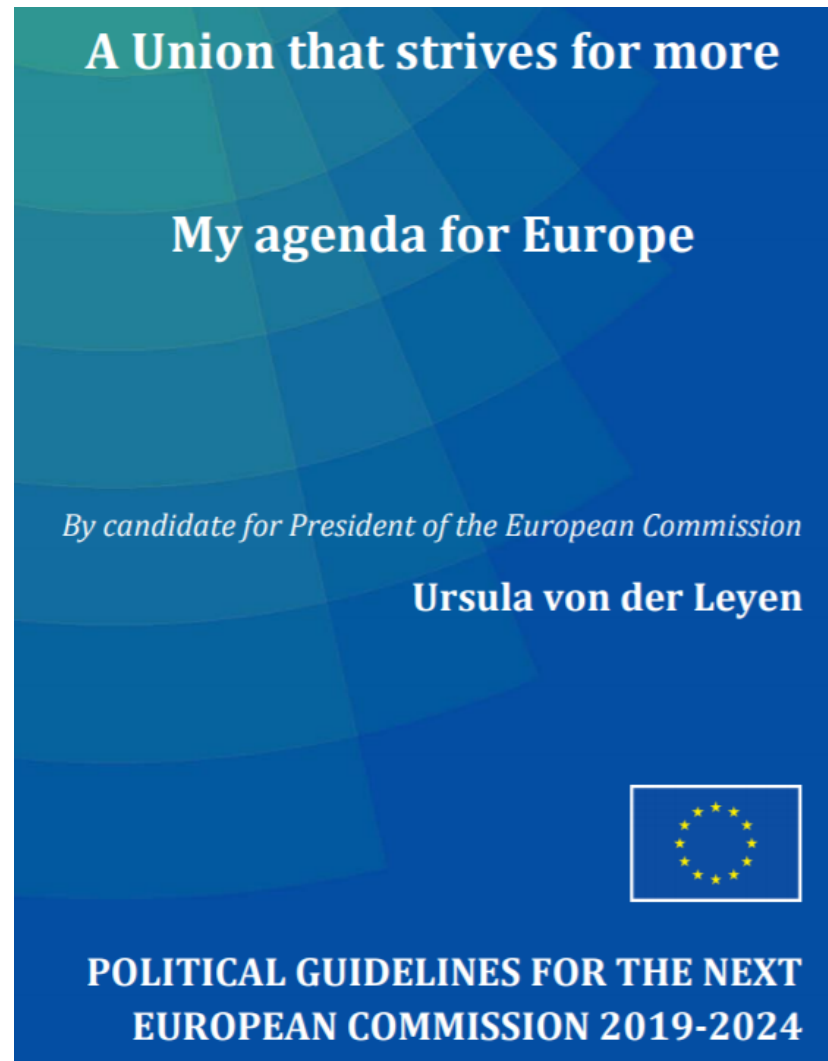 A Union that strives for more
My agenda for Europe
By candidate for President of the European Commission
Ursula von der Leyen
POLITICAL GUIDELINES FOR THE NEXT
EUROPEAN COMMISSION 2019-2024